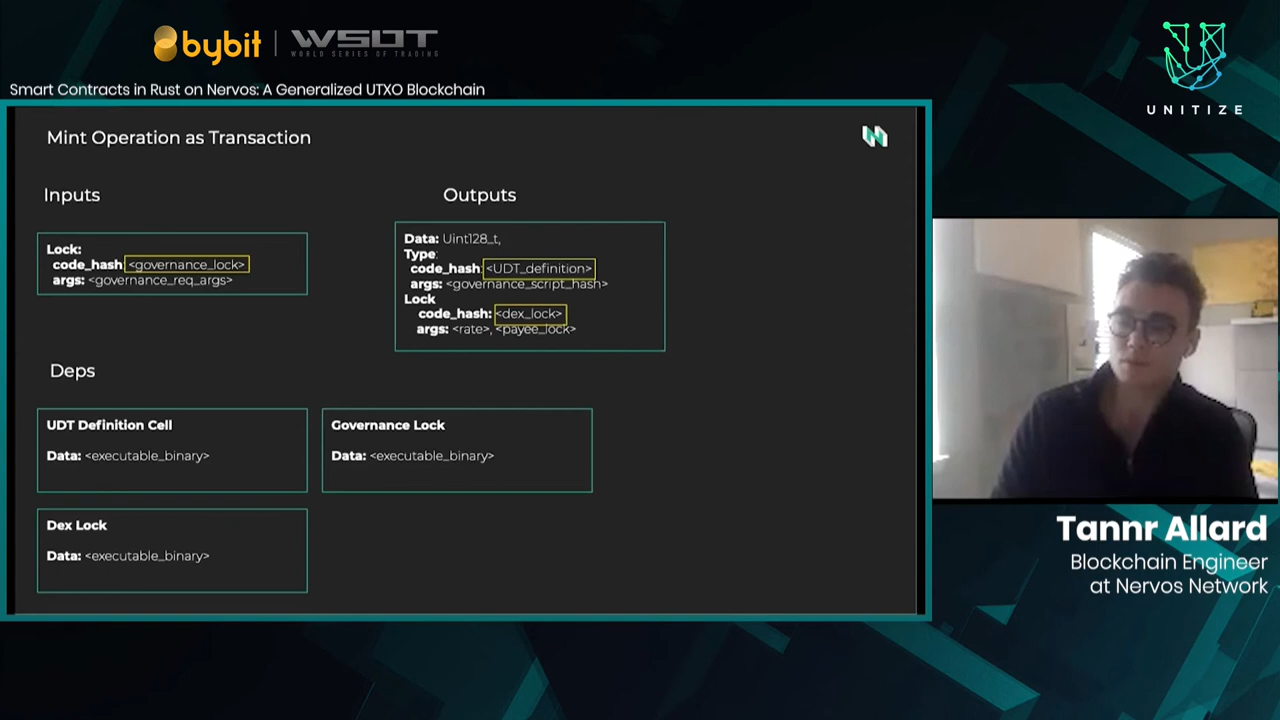 bybit | WSOT
WORLD SERIES OF TRADING
Smart Contracts in Rust on Nervos: A Generalized UTXO Blockchain
UNITIZE
Mint Operation as Transaction
Inputs
Lock:
code_hash <governance_lock>
args: <governance_req_args>
Outputs
Data: Uint128_t,
Type:
code_hash: <UDT_definition>
args: <governance_script_hash>
Lock
code_hash: <dex_lock>
args: <rate>, <payee_lock>
Deps
UDT Definition Cell
Data: <executable_binary>
Governance Lock
Data: <executable_binary>
Dex Lock
Data: <executable_binary>
Tannr Allard
Blockchain Engineer
at Nervos Network